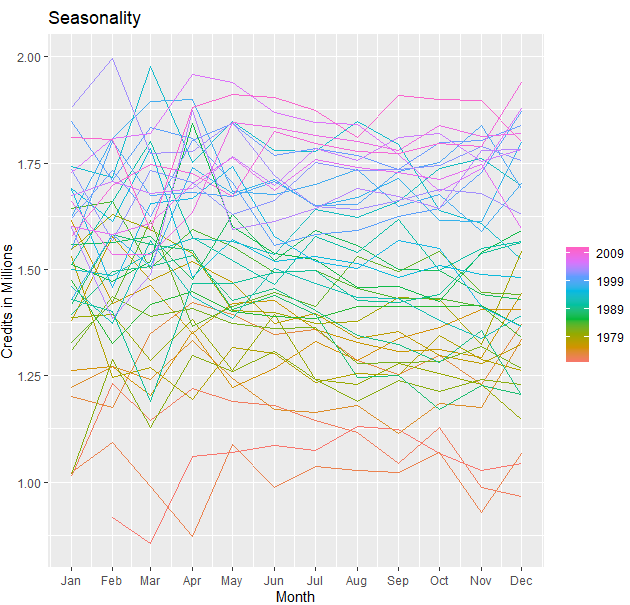 Seasonality
2.00
1.75
1.50
1.25
1.00
Credits in Millions
Jan Feb Mar Apr May Jun Jul Aug Sep Oct Nov Dec
Month
2009
1999
1989
1979